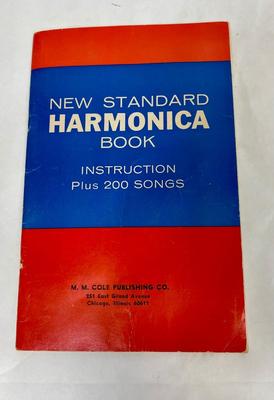 NEW STANDARD
HARMONICA
BOOK
INSTRUCTION
Plus 200 SONGS
M. M. COLE PUBLISHING CO.
251 East Grand Avenue
Chicago, Illinois 60611